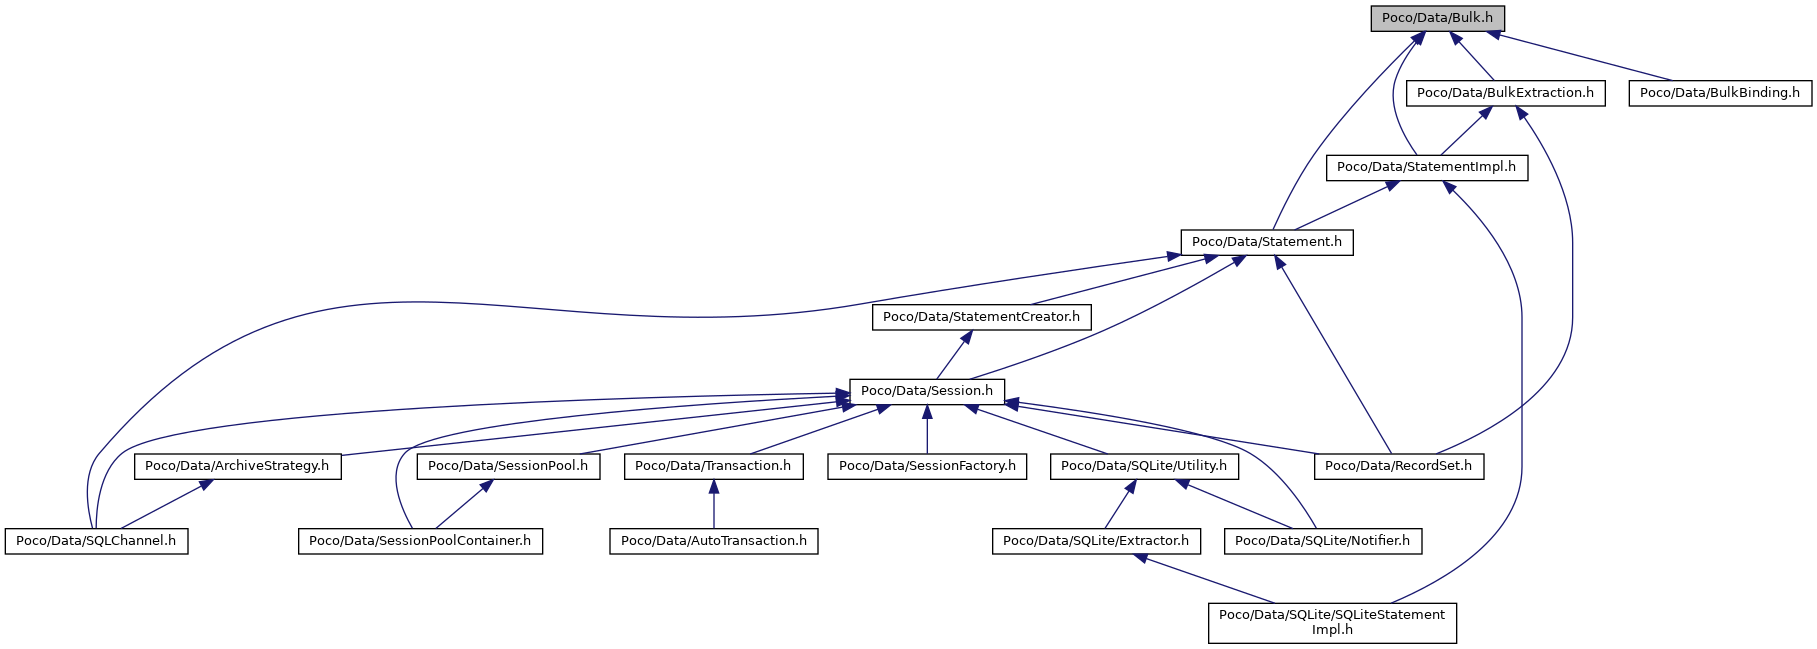 Poco/Data/Bulk.h
Poco/Data/BulkExtraction.h
Poco/Data/BulkBinding.h
Poco/Data/StatementImpl.h
Poco/Data/Statement.h
Poco/Data/StatementCreator.h
Poco/Data/Session.h
Poco/Data/ArchiveStrategy.h
Poco/Data/SessionPool.h
Poco/Data/Transaction.h
Poco/Data/SessionFactory.h
Poco/Data/SQLite/Utility.h
Poco/Data/RecordSet.h
Poco/Data/SQLChannel.h
Poco/Data/SessionPoolContainer.h
Poco/Data/AutoTransaction.h
Poco/Data/SQLite/Extractor.h
Poco/Data/SQLite/Notifier.h
Poco/Data/SQLite/SQLiteStatement
Impl.h